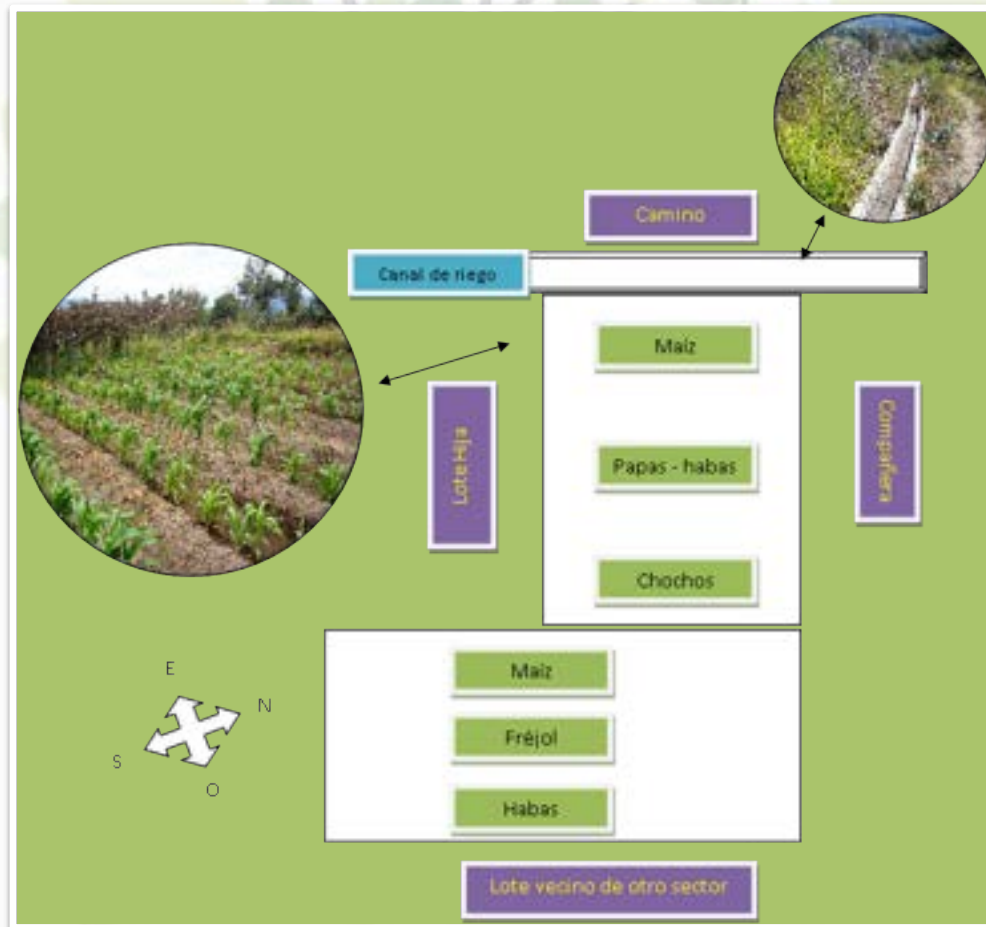 Camino
Canal de riego
Maíz
Lote Hija
Compañera
Papas - habas
Chochos
E
N
S
O
Maíz
Fréjol
Habas
Lote vecino de otro sector